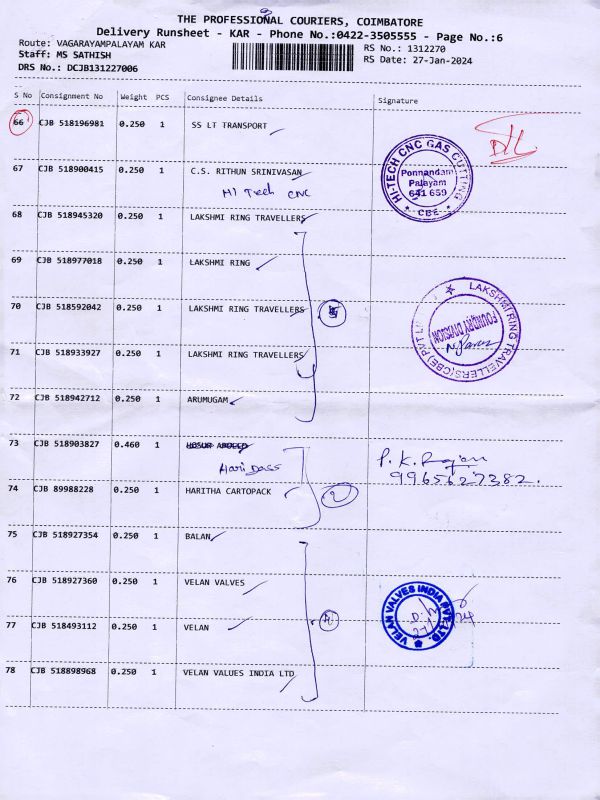 THE PROFESSIONAL COURIERS, COIMBATORE
Delivery Runsheet - KAR - Phone No.:0422-3505555 - Page No.:6
Route: VAGARAYAMPALAYAM KAR
RS No.: 1312270
Staff: MS SATHISH
RS Date: 27-Jan-2024
DRS No.: DCJB131227006
S No Consignment No Weight PCS Consignee Details Signature
66 CJB 518196981 0.250 1 SS LT TRANSPORT
67 CJB 518900415 0.250 1 C.S. RITHUN SRINIVASAN
Hi Tech CNC
HI-TECH CNC GAS CUTTING
Ponnandam
Palayam
641 659
* CBE *
68 CJB 518945320 0.250 1 LAKSHMI RING TRAVELLERS
69 CJB 518977018 0.250 1 LAKSHMI RING
70 CJB 518592042 0.250 1 LAKSHMI RING TRAVELLERS
LAKSHMI RING TRAVELLERS (CBE) PVT
FOUNDRY DIVISION
71 CJB 518933927 0.250 1 LAKSHMI RING TRAVELLERS
72 CJB 518942712 0.250 1 ARUMUGAM
73 CJB 518903827 0.460 1
Hari Dass
P. K. Rajan
9965627382.
74 CJB 89988228 0.250 1 HARITHA CARTOPACK
2
75 CJB 518927354 0.250 1 BALAN
76 CJB 518927360 0.250 1 VELAN VALVES
VELAN VALVES INDIA PVT. LTD.
77 CJB 518493112 0.250 1 VELAN
78 CJB 518898968 0.250 1 VELAN VALUES INDIA LTD